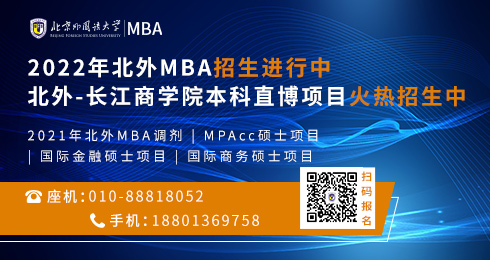 北京外国语大学 | MBA
BEIJING FOREIGN STUDIES UNIVERSITY
2022年北外MBA招生进行中
北外-长江商学院本科直博项目火热招生中
2021年北外MBA调剂 | MPAcc硕士项目
| 国际金融硕士项目 | 国际商务硕士项目
座机：010-88818052
手机：18801369758
扫码报名